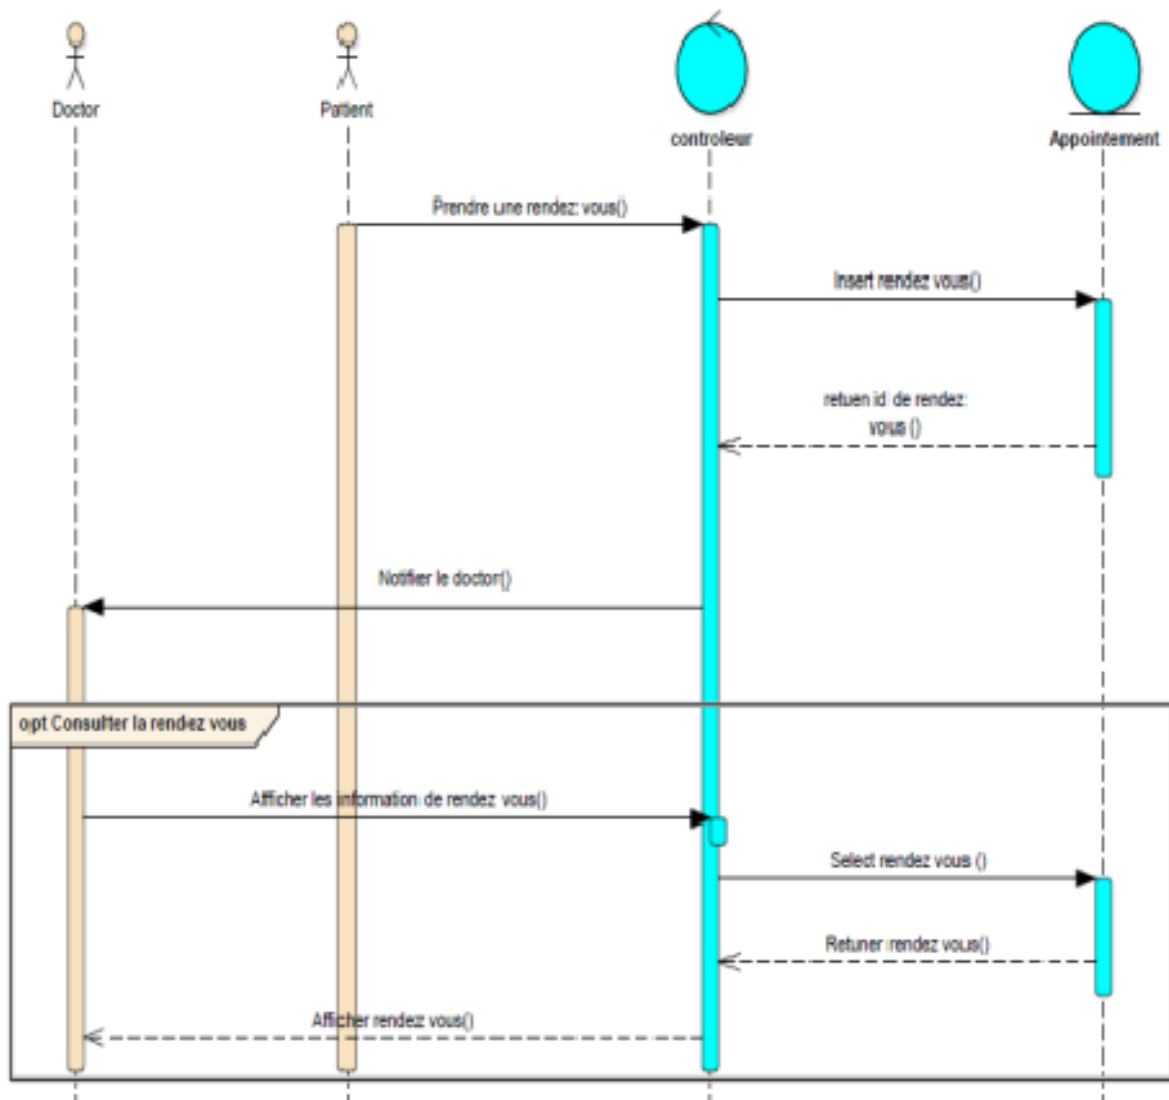 Doctor
Patient
controleur
Appointement
Prendre une rendez vous()
Insert rendez vous()
retuen id de rendez
vous ()
Notifier le doctor()
opt Consulter la rendez vous
Afficher les information de rendez vous()
Select rendez vous ()
Retuner rendez vous()
Afficher rendez vous()